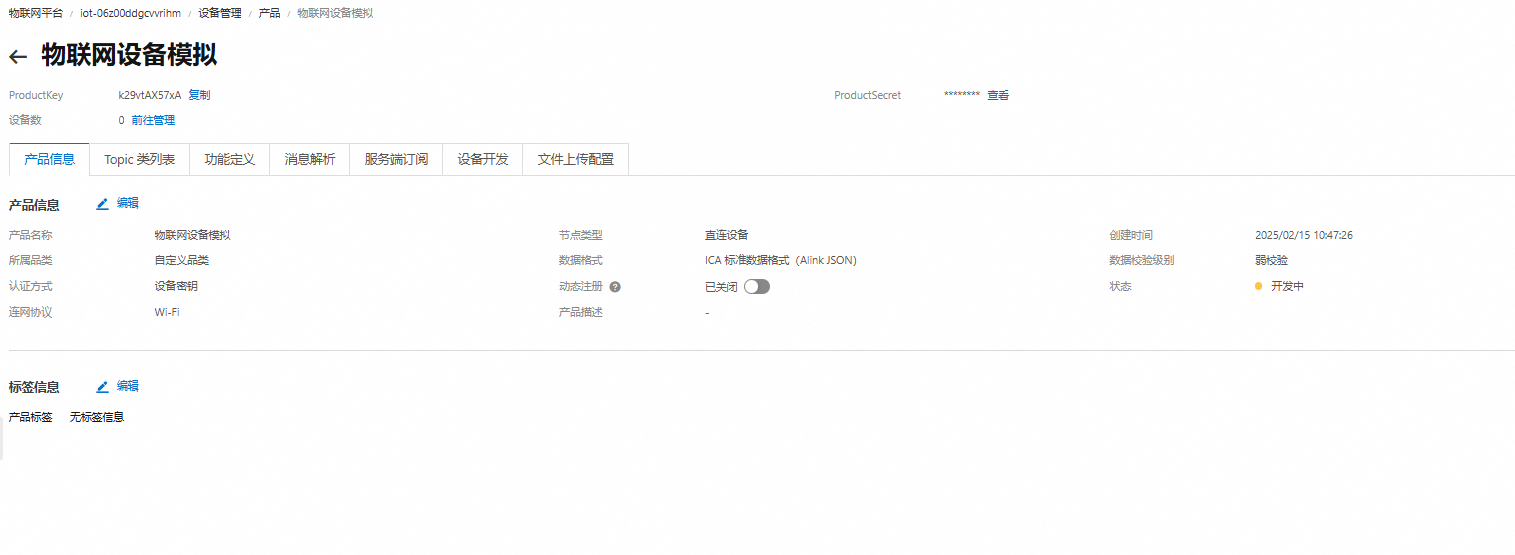 物联网平台 / iot-06z00ddgcvvrihm / 设备管理 / 产品 / 物联网设备模拟
← 物联网设备模拟
ProductKey k29vtAX57xA 复制 ProductSecret ******** 查看
设备数 0 前往管理
产品信息 Topic 类列表 功能定义 消息解析 服务端订阅 设备开发 文件上传配置
产品信息 编辑
产品名称 物联网设备模拟 节点类型 直连设备 创建时间 2025/02/15 10:47:26
所属品类 自定义品类 数据格式 ICA 标准数据格式（Alink JSON） 数据校验级别 弱校验
认证方式 设备密钥 动态注册 ? 已关闭 状态 开发中
连网协议 Wi-Fi 产品描述 -
标签信息 编辑
产品标签 无标签信息